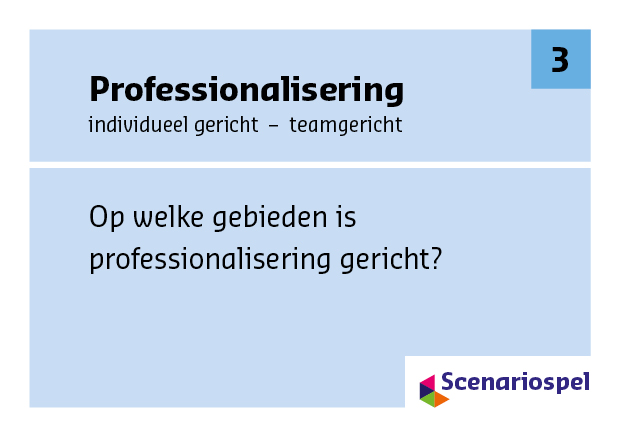 3
Professionalisering
individueel gericht – teamgericht
Op welke gebieden is
professionalisering gericht?
Scenariospel